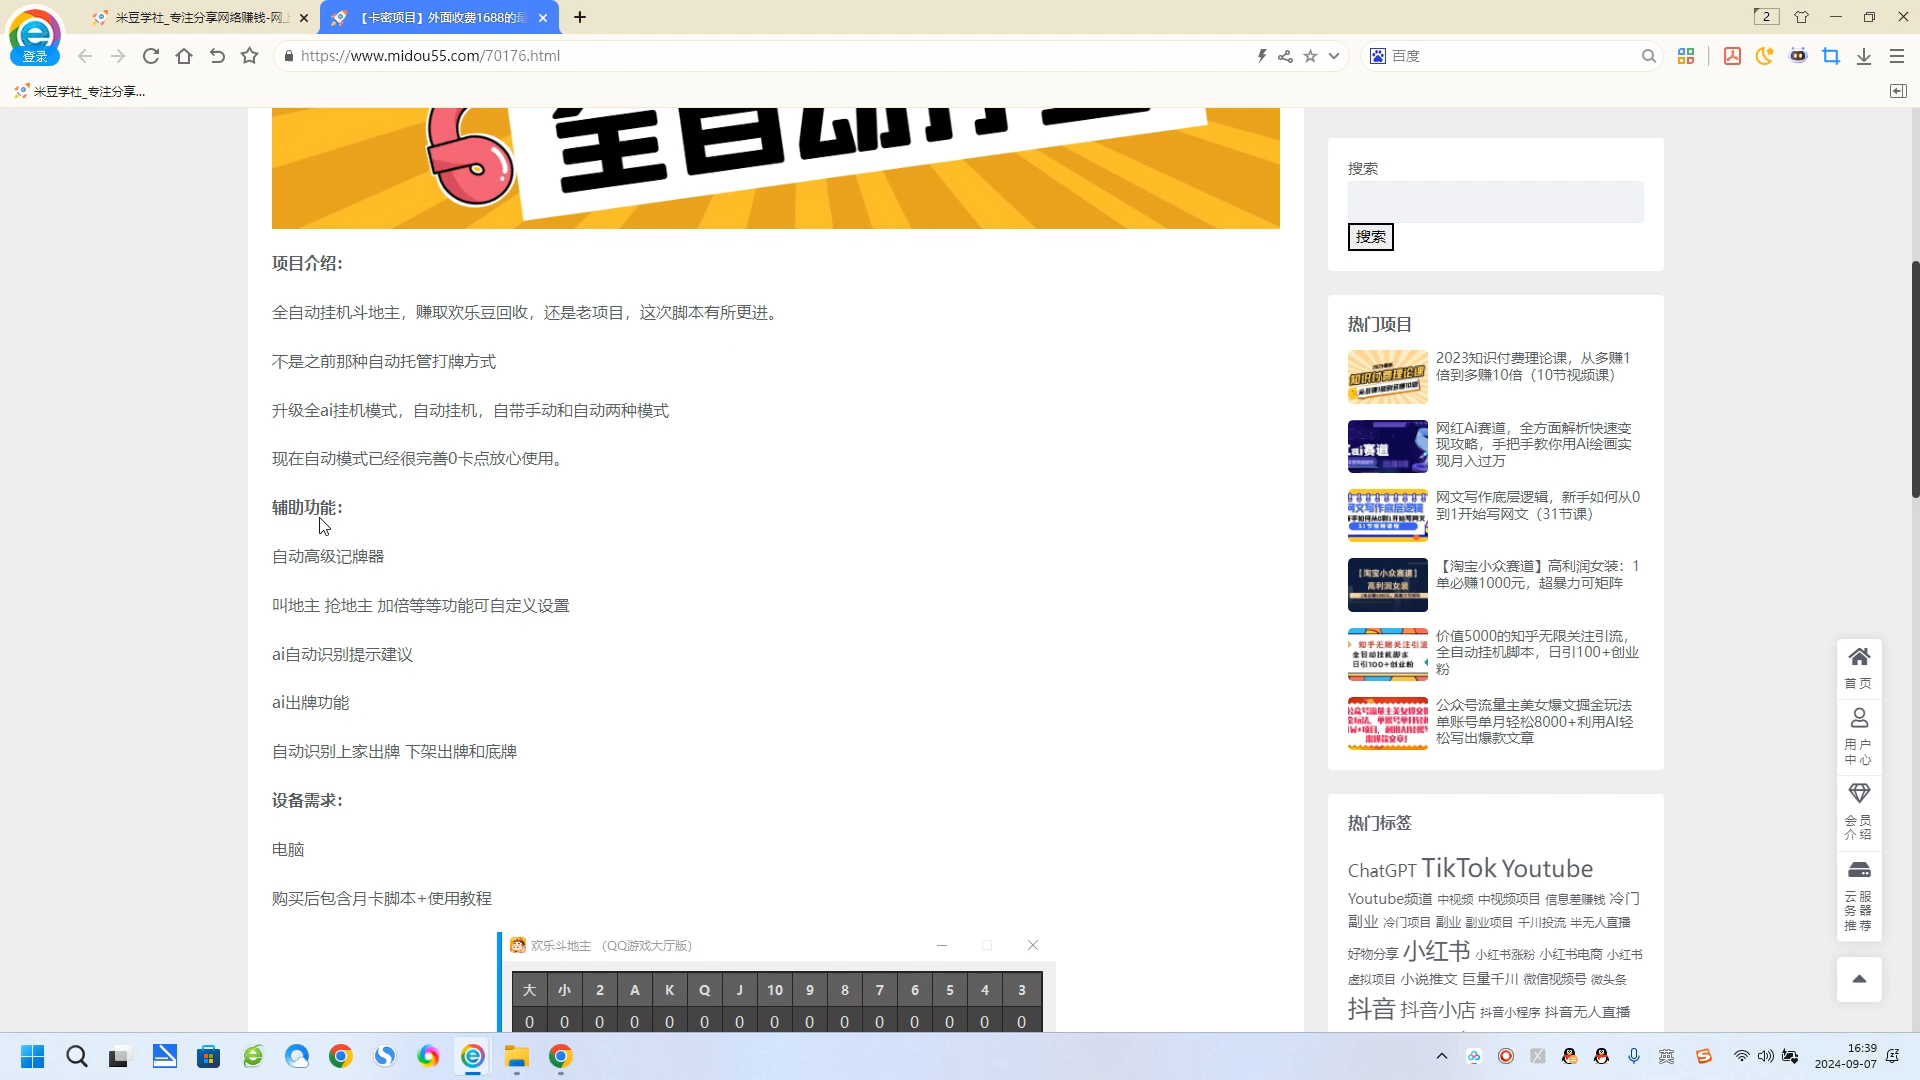 米豆学社_专注分享网络赚钱-网上
【卡密项目】外面收费1688的最
2
登录
https://www.midou55.com/70176.html
百度
米豆学社_专注分享...
全自动
项目介绍：
全自动挂机斗地主，赚取欢乐豆回收，还是老项目，这次脚本有所更进。
不是之前那种自动托管打牌方式
升级全ai挂机模式，自动挂机，自带手动和自动两种模式
现在自动模式已经很完善0卡点放心使用。
辅助功能：
自动高级记牌器
叫地主 抢地主 加倍等等功能可自定义设置
ai自动识别提示建议
ai出牌功能
自动识别上家出牌 下架出牌和底牌
设备需求：
电脑
购买后包含月卡脚本+使用教程
欢乐斗地主 （QQ游戏大厅版）
大 小 2 A K Q J 10 9 8 7 6 5 4 3
0 0 0 0 0 0 0 0 0 0 0 0 0 0 0
搜索
搜索
热门项目
2023知识付费理论课，从多赚1
倍到多赚10倍（10节视频课）
网红Ai赛道，全方面解析快速变
现攻略，手把手教你用Ai绘画实
现月入过万
网文写作底层逻辑，新手如何从0
到1开始写网文（31节课）
【淘宝小众赛道】高利润女装：1
单必赚1000元，超暴力可矩阵
价值5000的知乎无限关注引流，
全自动挂机脚本，日引100+创业
粉
公众号流量主美女爆文掘金玩法
单账号单月轻松8000+利用AI轻
松写出爆款文章
热门标签
ChatGPT TikTok Youtube
Youtube频道 中视频 中视频项目 信息差赚钱 冷门
副业 冷门项目 副业 副业项目 千川投流 半无人直播
好物分享 小红书 小红书涨粉 小红书电商 小红书
虚拟项目 小说推文 巨量千川 微信视频号 微头条
抖音 抖音小店 抖音小程序 抖音无人直播
首页
用户
中心
会员
介绍
云服
务器
推荐
英
16:39
2024-09-07